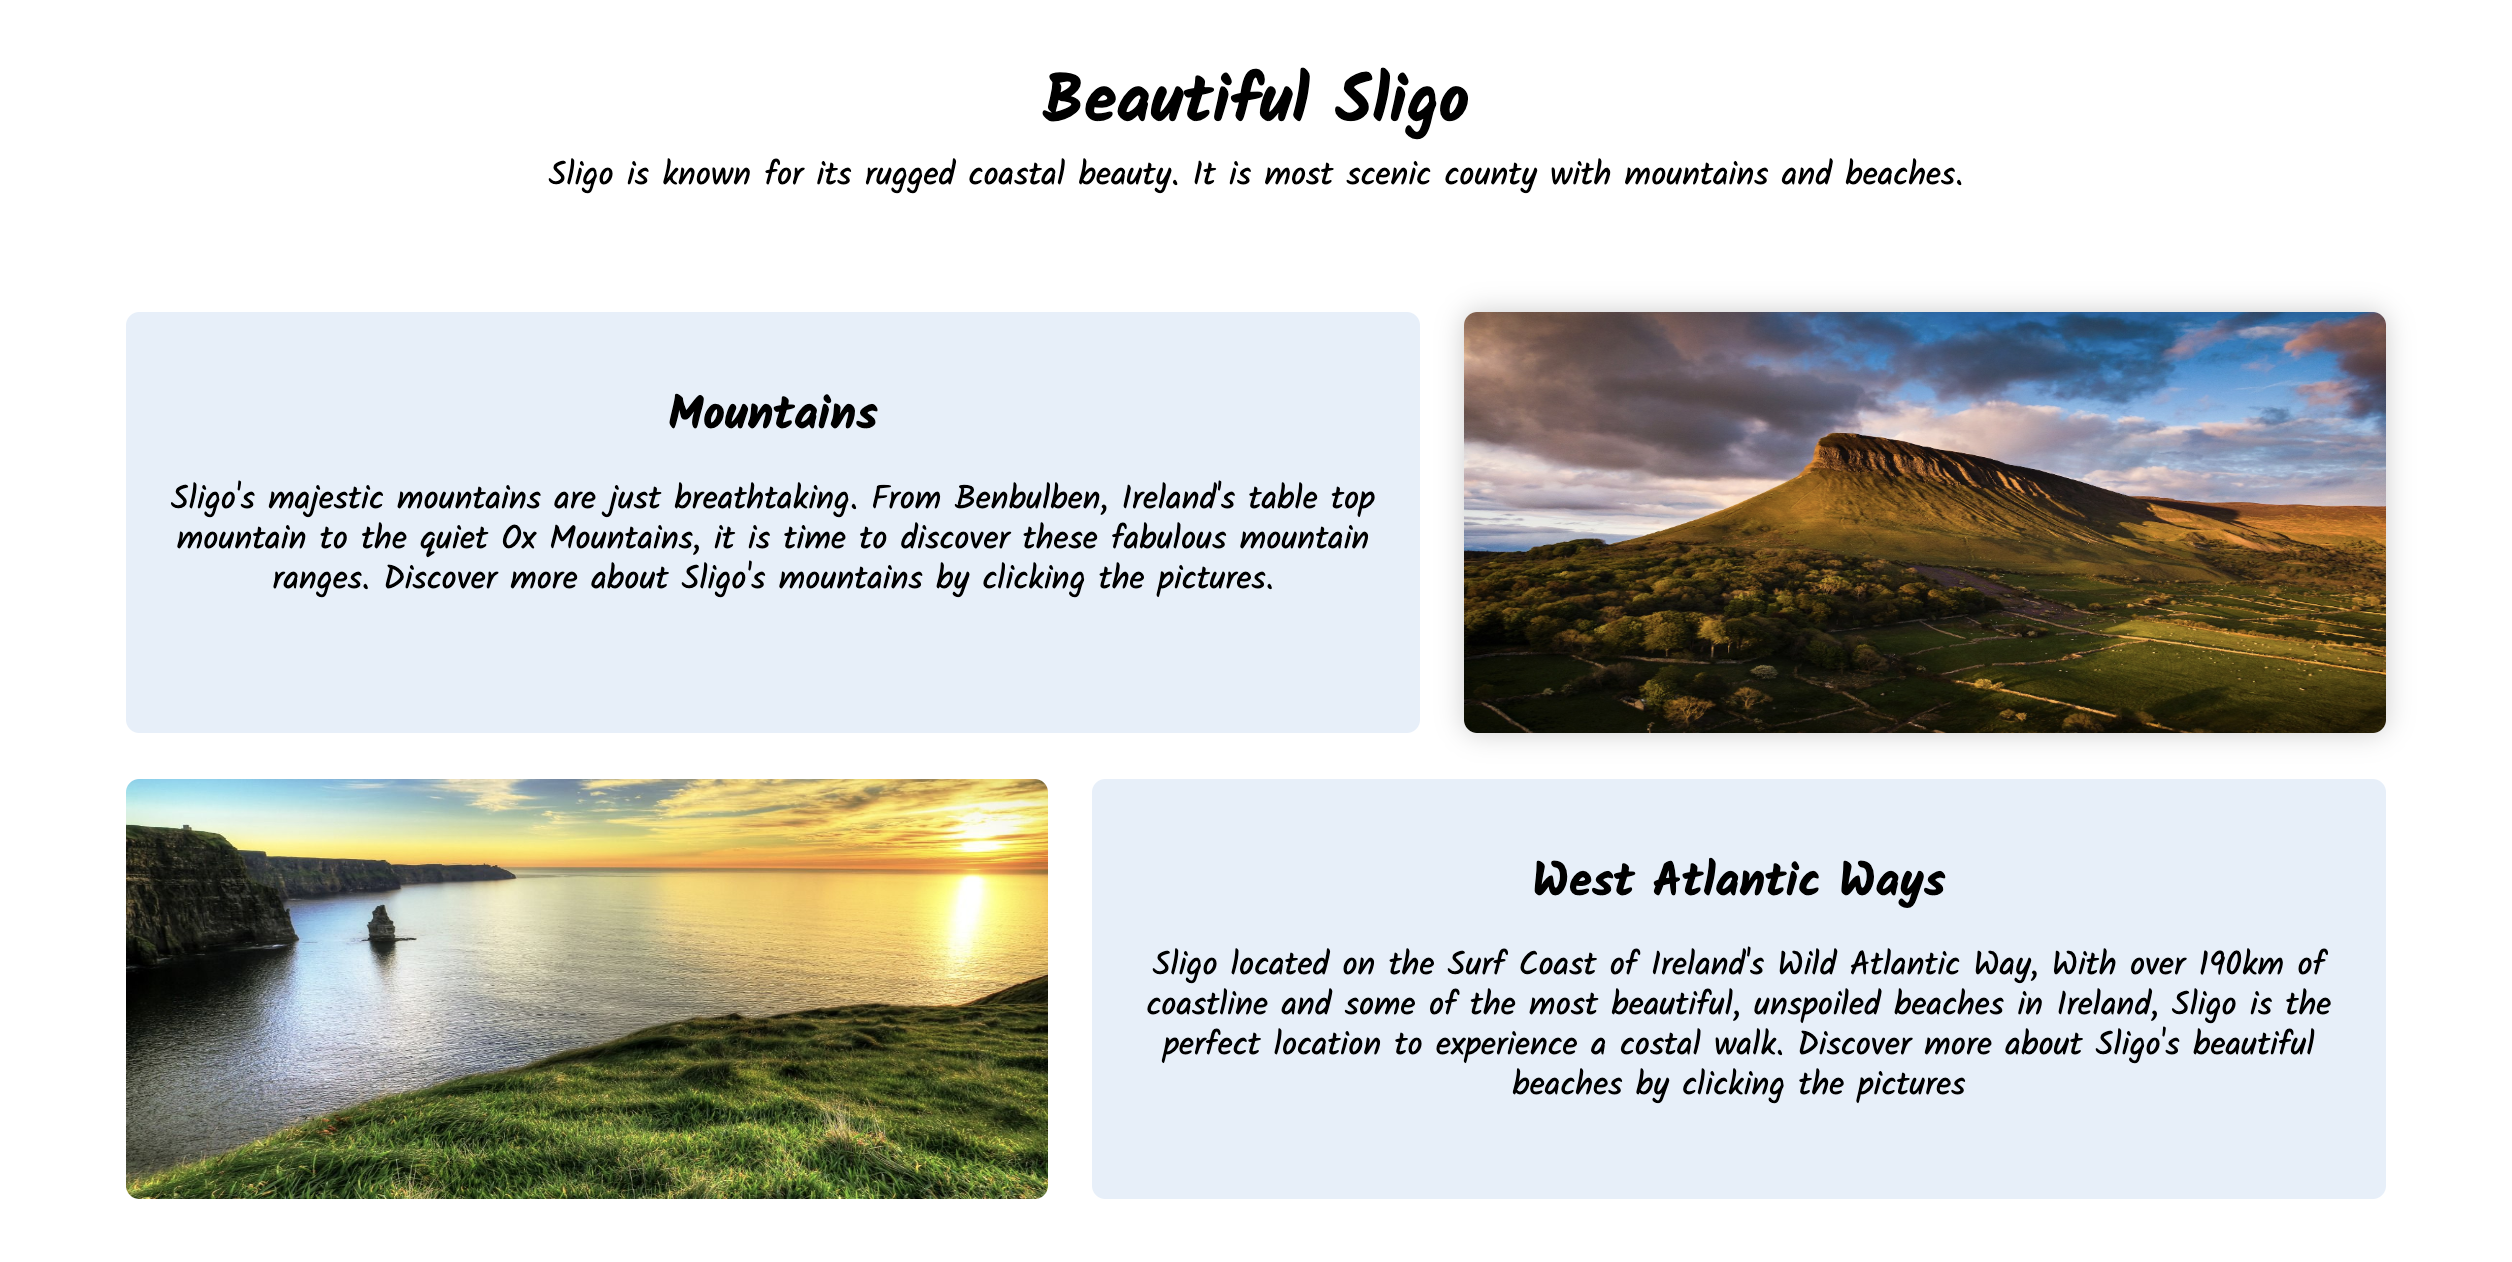 Beautiful Sligo
Sligo is known for its rugged coastal beauty. It is most scenic county with mountains and beaches.
Mountains
Sligo's majestic mountains are just breathtaking. From Benbulben, Ireland's table top
mountain to the quiet Ox Mountains, it is time to discover these fabulous mountain
ranges. Discover more about Sligo's mountains by clicking the pictures.
West Atlantic Ways
Sligo located on the Surf Coast of Ireland's Wild Atlantic Way, With over 190km of
coastline and some of the most beautiful, unspoiled beaches in Ireland, Sligo is the
perfect location to experience a costal walk. Discover more about Sligo's beautiful
beaches by clicking the pictures